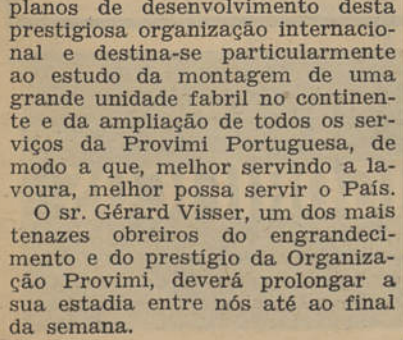 planos de desenvolvimento desta
prestigiosa organização internacio-
nal e destina-se particularmente
ao estudo da montagem de uma
grande unidade fabril no continen-
te e da ampliação de todos os ser-
viços da Provimi Portuguesa, de
modo a que, melhor servindo a la-
voura, melhor possa servir o País.
O sr. Gérard Visser, um dos mais
tenazes obreiros do engrandeci-
mento e do prestígio da Organiza-
ção Provimi, deverá prolongar a
sua estadia entre nós até ao final
da semana.